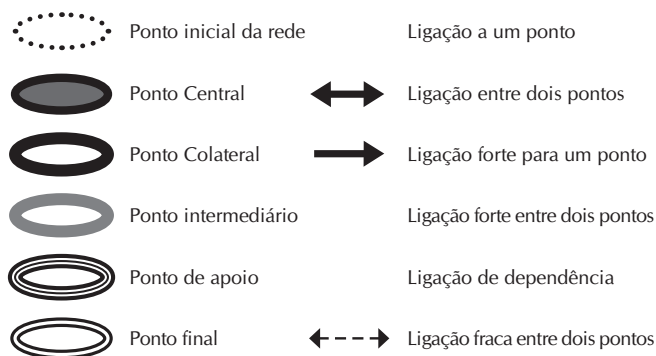 Ponto inicial da rede Ligação a um ponto
Ponto Central Ligação entre dois pontos
Ponto Colateral Ligação forte para um ponto
Ponto intermediário Ligação forte entre dois pontos
Ponto de apoio Ligação de dependência
Ponto final Ligação fraca entre dois pontos